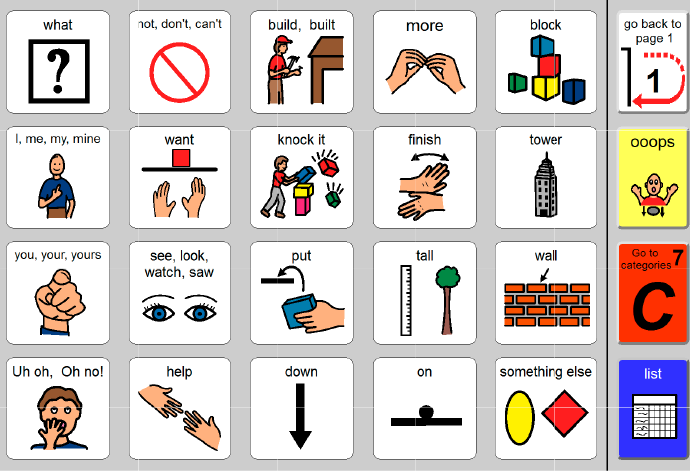 what
not, don't, can't
build, built
more
block
go back to
page 1
1
I, me, my, mine
want
knock it
finish
tower
ooops
you, your, yours
see, look,
watch, saw
put
tall
wall
Go to
categories 7
C
Uh oh, Oh no!
help
down
on
something else
list